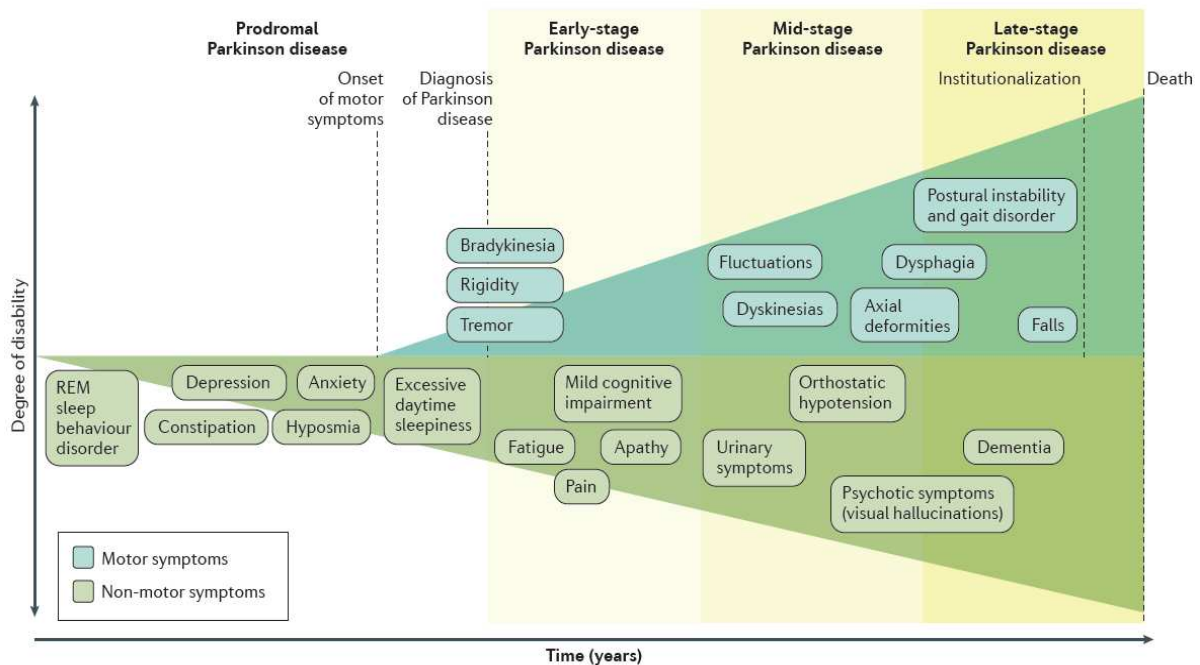 Prodromal
Parkinson disease
Early-stage
Parkinson disease
Mid-stage
Parkinson disease
Late-stage
Parkinson disease
Onset
of motor
symptoms
Diagnosis
of Parkinson
disease
Institutionalization
Death
Degree of disability
Postural instability
and gait disorder
Bradykinesia
Rigidity
Tremor
Fluctuations
Dysphagia
Dyskinesias
Axial
deformities
Falls
REM
sleep
behaviour
disorder
Depression
Anxiety
Constipation
Hyposmia
Excessive
daytime
sleepiness
Mild cognitive
impairment
Fatigue
Apathy
Pain
Orthostatic
hypotension
Urinary
symptoms
Dementia
Psychotic symptoms
(visual hallucinations)
Motor symptoms
Non-motor symptoms
Time (years)